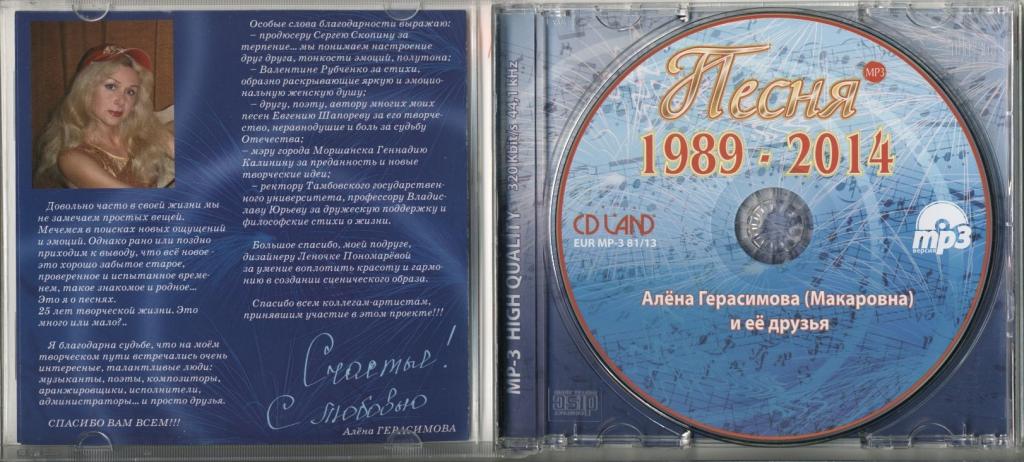 Довольно часто в своей жизни мы
не замечаем простых вещей.
Мечемся в поисках новых ощущений
и эмоций. Однако рано или поздно
приходим к выводу, что всё новое
это хорошо забытое старое,
проверенное и испытанное време-
нем, такое знакомое и родное...
Это я о песнях.
25 лет творческой жизни. Это
много или мало?..
Я благодарна судьбе, что на моём
творческом пути встречались очень
интересные, талантливые люди:
музыканты, поэты, композиторы,
аранжировщики, исполнители,
администраторы... и просто друзья.
СПАСИБО ВАМ ВСЕМ!!!
Особые слова благодарности выражаю:
– продюсеру Сергею Скопину за
терпение... мы понимаем настроение
друг друга, тонкости эмоций, полутона;
– Валентине Рубченко за стихи,
образно раскрывающие яркую и эмоцио-
нальную женскую душу;
– другу, поэту, автору многих моих
песен Евгению Шапореву за его творче-
ство, неравнодушие и боль за судьбу
Отечества;
– мэру города Моршанска Геннадию
Калинину за преданность и новые
творческие идеи;
– ректору Тамбовского государствен-
ного университета, профессору Владис-
лаву Юрьеву за дружескую поддержку и
философские стихи о жизни.
Большое спасибо, моей подруге,
дизайнеру Леночке Пономарёвой
за умение воплотить красоту и гармо-
нию в создании сценического образа.
Спасибо всем коллегам-артистам,
принявшим участие в этом проекте!!!
Счастья!
С любовью
Алёна ГЕРАСИМОВА
MP-3 HIGH QUALITY 320 kbit/s 44,1 kHz
Песня MP3
1989 - 2014
CD LAND
EUR MP-3 81/13
mp3
версия
Алёна Герасимова (Макаровна)
и её друзья